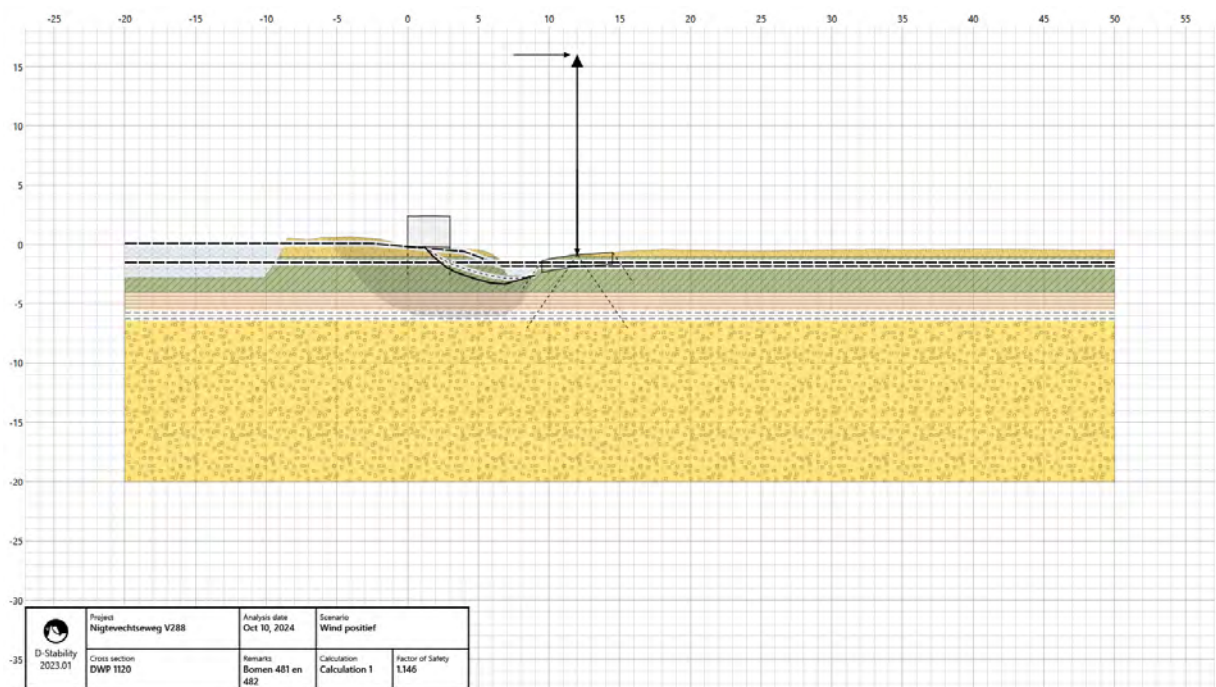 -25 -20 -15 -10 -5 0 5 10 15 20 25 30 35 40 45 50 55
15
10
5
0
-5
-10
-15
-20
-25
-30
-35
D-Stability
2023.01
Project
Nigtevechtseweg V288
Analysis date
Oct 10, 2024
Scenario
Wind positief
Cross section
DWP 1120
Remarks
Bomen 481 en
482
Calculation
Calculation 1
Factor of Safety
1.146